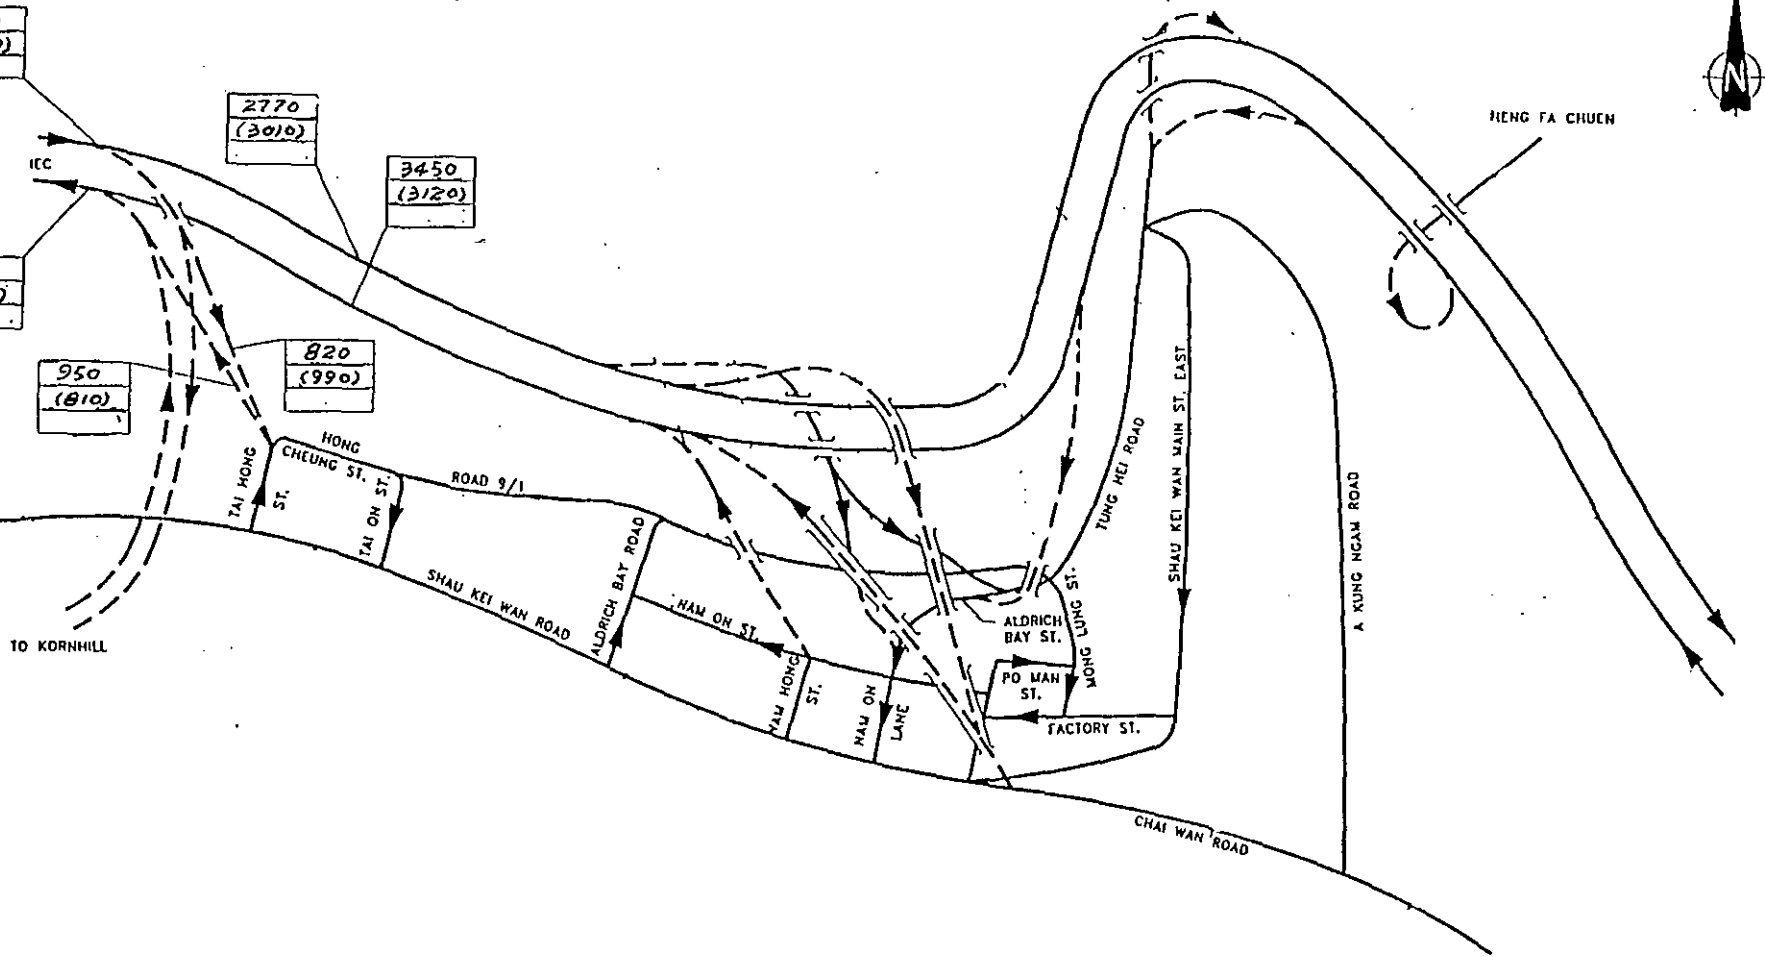 N
2770
(3010)
3450
(3120)
IEC
HENG FA CHUEN
820
(990)
950
(810)
HONG
CHEUNG ST.
TAI HONG
ST.
TAI ON ST.
ROAD 9/1
ALDRICH BAY ROAD
SHAU KEI WAN ROAD
NAM ON ST.
NAM HONG
ST.
NAM ON
LANE
ALDRICH
BAY ST.
MONG LUNG ST.
PO MAN
ST.
FACTORY ST.
TUNG HEI ROAD
SHAU KEI WAN MAIN ST. EAST
A KUNG NGAM ROAD
TO KORNHILL
CHAI WAN ROAD